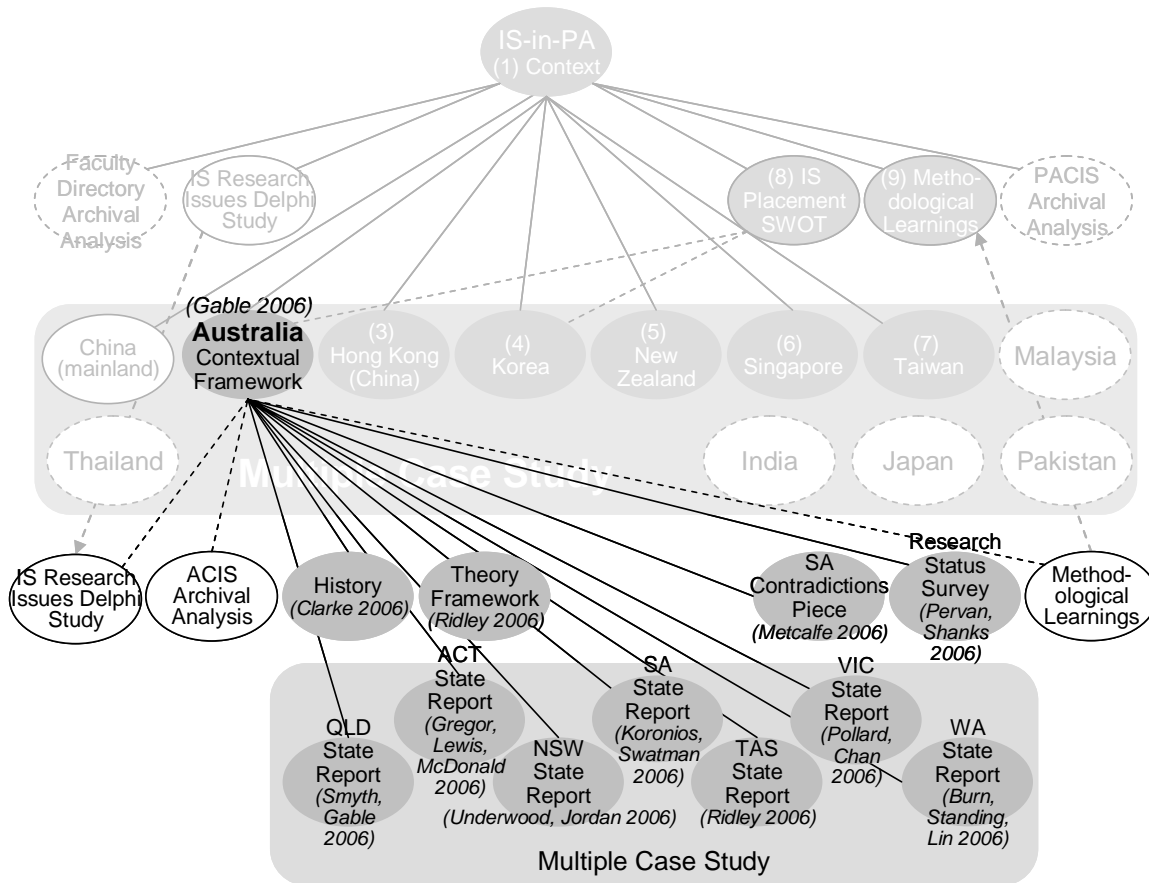 IS-in-PA
(1) Context
Faculty
Directory
Archival
Analysis
IS Research
Issues Delphi
Study
(8) IS
Placement
SWOT
(9) Metho-
dological
Learnings
PACIS
Archival
Analysis
(Gable 2006)
Australia
Contextual
Framework
China
(mainland)
(3)
Hong Kong
(China)
(4)
Korea
(5)
New
Zealand
(6)
Singapore
(7)
Taiwan
Malaysia
Thailand
Multiple Case Study
India
Japan
Pakistan
IS Research
Issues Delphi
Study
ACIS
Archival
Analysis
History
(Clarke 2006)
Theory
Framework
(Ridley 2006)
SA
Contradictions
Piece
(Metcalfe 2006)
Research
Status
Survey
(Pervan,
Shanks
2006)
Method-
ological
Learnings
QLD
State
Report
(Smyth,
Gable
2006)
ACT
State
Report
(Gregor,
Lewis,
McDonald
2006)
NSW
State
Report
(Underwood, Jordan 2006)
SA
State
Report
(Koronios,
Swatman
2006)
TAS
State
Report
(Ridley 2006)
VIC
State
Report
(Pollard,
Chan
2006)
WA
State
Report
(Burn,
Standing,
Lin 2006)
Multiple Case Study